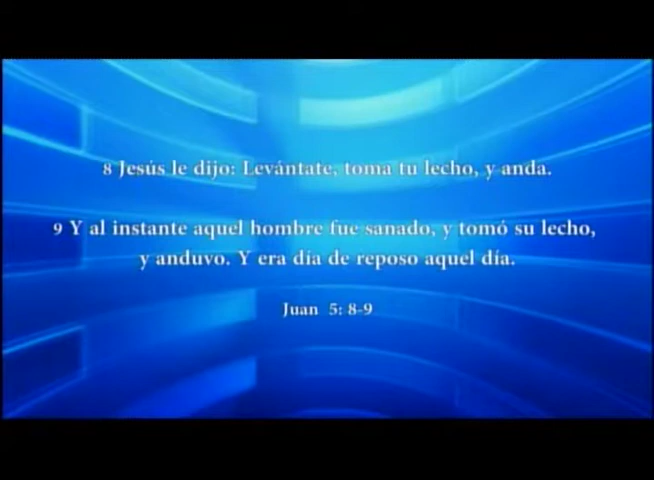 8 Jesús le dijo: Levántate, toma tu lecho, y anda.
9 Y al instante aquel hombre fue sanado, y tomó su lecho,
y anduvo. Y era día de reposo aquel día.
Juan 5: 8-9